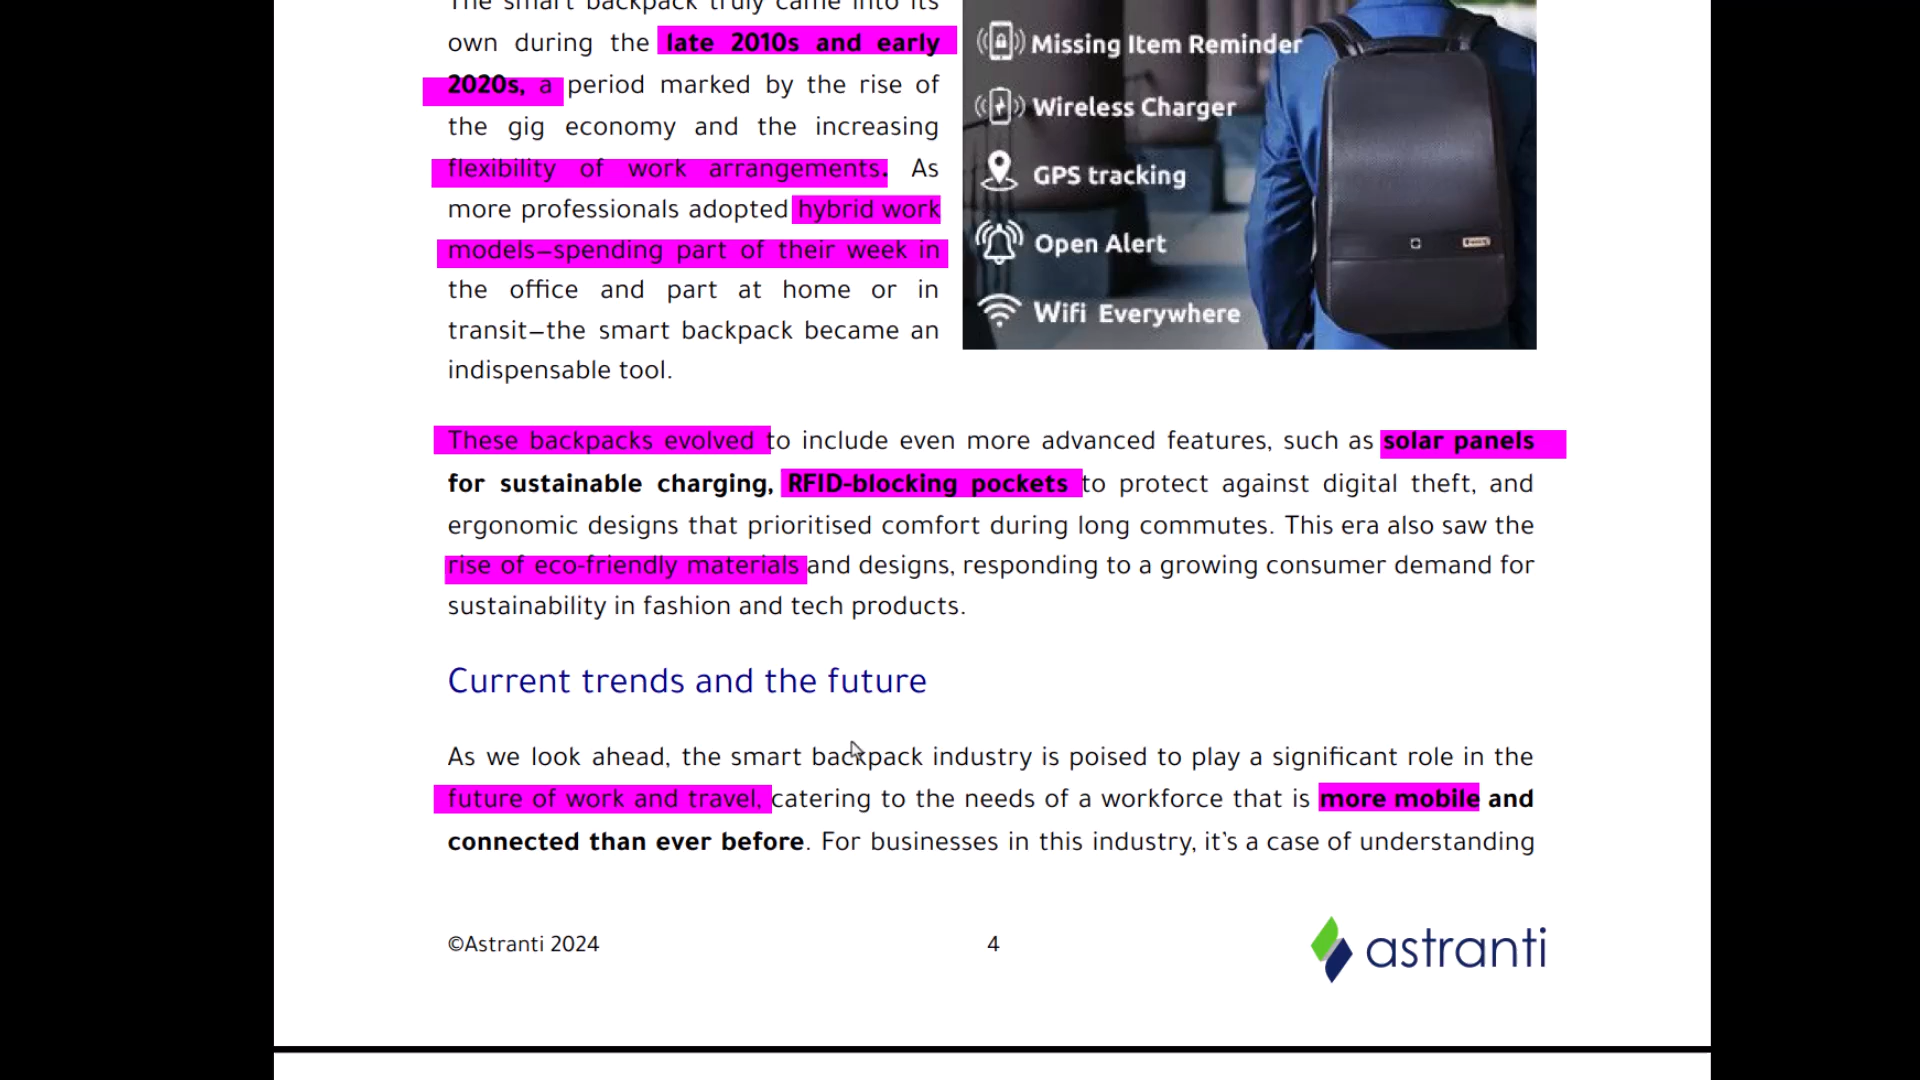 The smart backpack truly came into its
own during the late 2010s and early
2020s, a period marked by the rise of
the gig economy and the increasing
flexibility of work arrangements. As
more professionals adopted hybrid work
models—spending part of their week in
the office and part at home or in
transit—the smart backpack became an
indispensable tool.
Missing Item Reminder
Wireless Charger
GPS tracking
Open Alert
Wifi Everywhere
These backpacks evolved to include even more advanced features, such as solar panels
for sustainable charging, RFID-blocking pockets to protect against digital theft, and
ergonomic designs that prioritised comfort during long commutes. This era also saw the
rise of eco-friendly materials and designs, responding to a growing consumer demand for
sustainability in fashion and tech products.
Current trends and the future
As we look ahead, the smart backpack industry is poised to play a significant role in the
future of work and travel, catering to the needs of a workforce that is more mobile and
connected than ever before. For businesses in this industry, it's a case of understanding
©Astranti 2024
4
astranti